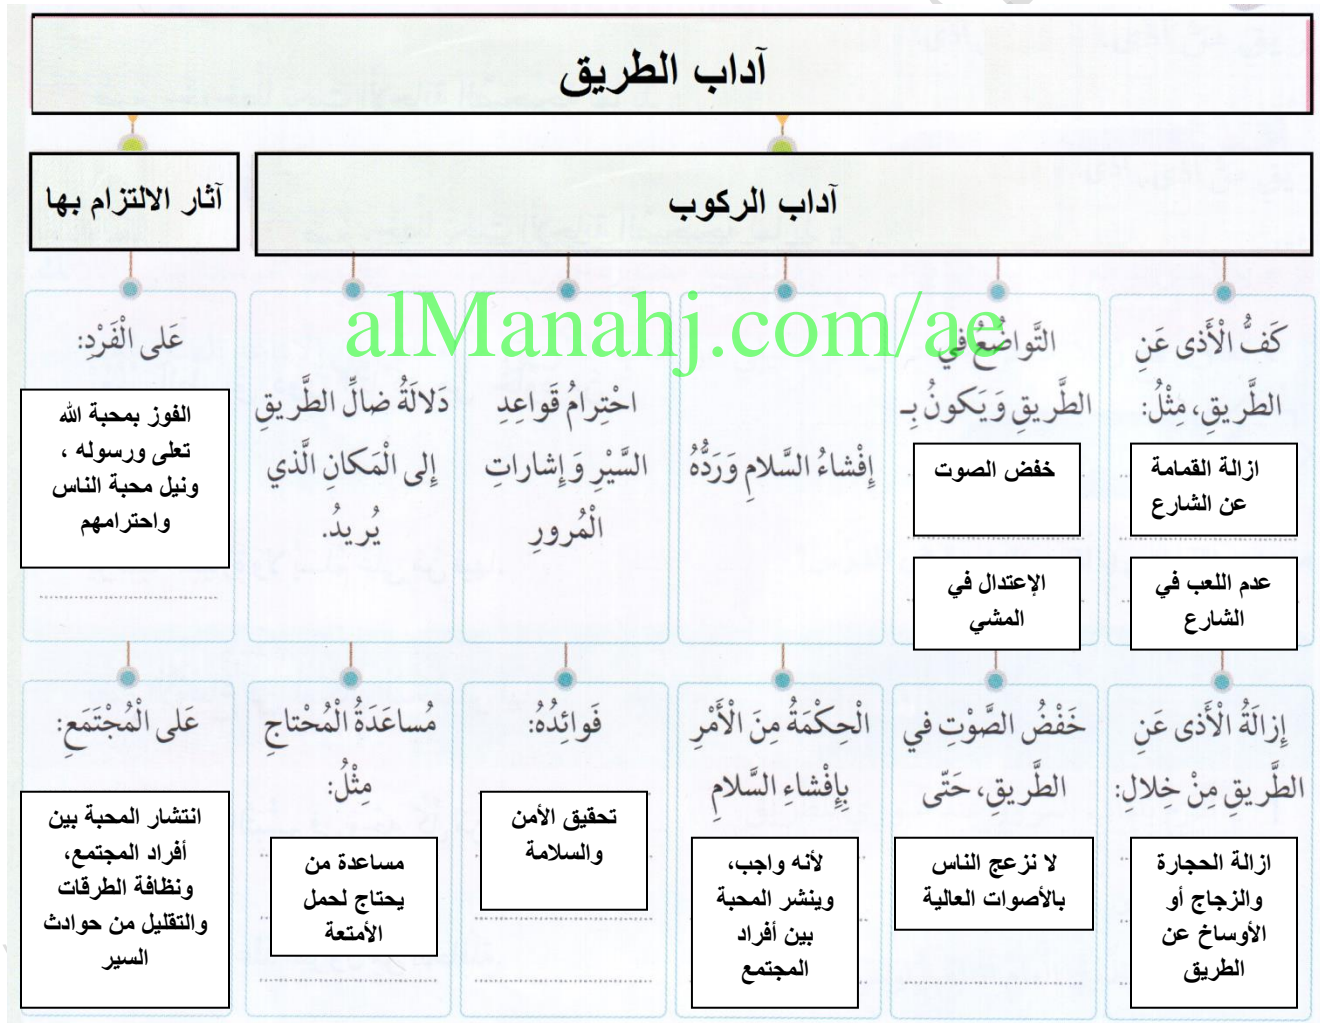 آداب الطريق
آداب الركوب
آثار الالتزام بها
alManahj.com/ae
كَفُّ الْأَذى عَنِ
الطَّريقِ، مِثْلُ:
ازالة القمامة
عن الشارع
عدم اللعب في
الشارع
التَّواضُعُ في
الطَّريقِ وَيَكونُ بِـ
خفض الصوت
الإعتدال في
المشي
إِفْشاءُ السَّلامِ وَرَدُّهُ
احْتِرامُ قَواعِدِ
السَّيْرِ وَإِشاراتِ
الْمُرورِ
دَلالَةُ ضالِّ الطَّريقِ
إِلى الْمَكانِ الَّذي
يُريدُ.
عَلى الْفَرْدِ:
الفوز بمحبة الله
تعلى ورسوله ،
ونيل محبة الناس
واحترامهم
إِزالَةُ الْأَذى عَنِ
الطَّريقِ مِنْ خِلالِ:
ازالة الحجارة
والزجاج أو
الأوساخ عن
الطريق
خَفْضُ الصَّوْتِ في
الطَّريقِ، حَتّى
لا نزعج الناس
بالأصوات العالية
الْحِكْمَةُ مِنَ الْأَمْرِ
بِإِفْشاءِ السَّلامِ
لأنه واجب،
وينشر المحبة
بين أفراد
المجتمع
فَوائِدُهُ:
تحقيق الأمن
والسلامة
مُساعَدَةُ الْمُحْتاجِ
مِثْلُ:
مساعدة من
يحتاج لحمل
الأمتعة
عَلى الْمُجْتَمَعِ:
انتشار المحبة بين
أفراد المجتمع،
ونظافة الطرقات
والتقليل من حوادث
السير